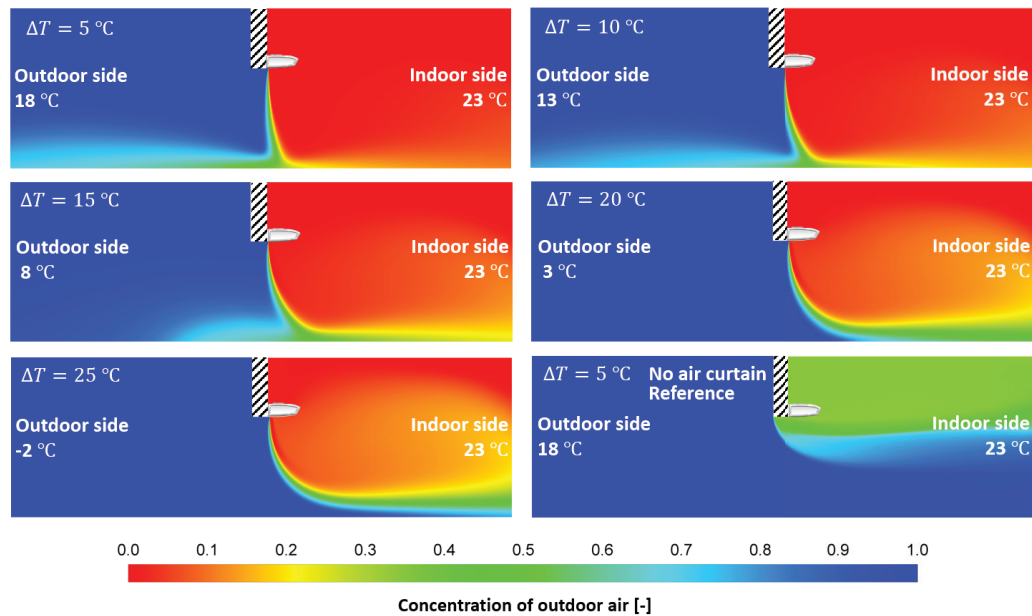 ΔT = 5 °C
Outdoor side
18 °C
Indoor side
23 °C
ΔT = 10 °C
Outdoor side
13 °C
Indoor side
23 °C
ΔT = 15 °C
Outdoor side
8 °C
Indoor side
23 °C
ΔT = 20 °C
Outdoor side
3 °C
Indoor side
23 °C
ΔT = 25 °C
Outdoor side
-2 °C
Indoor side
23 °C
ΔT = 5 °C
No air curtain
Reference
Outdoor side
18 °C
Indoor side
23 °C
0.0 0.1 0.2 0.3 0.4 0.5 0.6 0.7 0.8 0.9 1.0
Concentration of outdoor air [-]